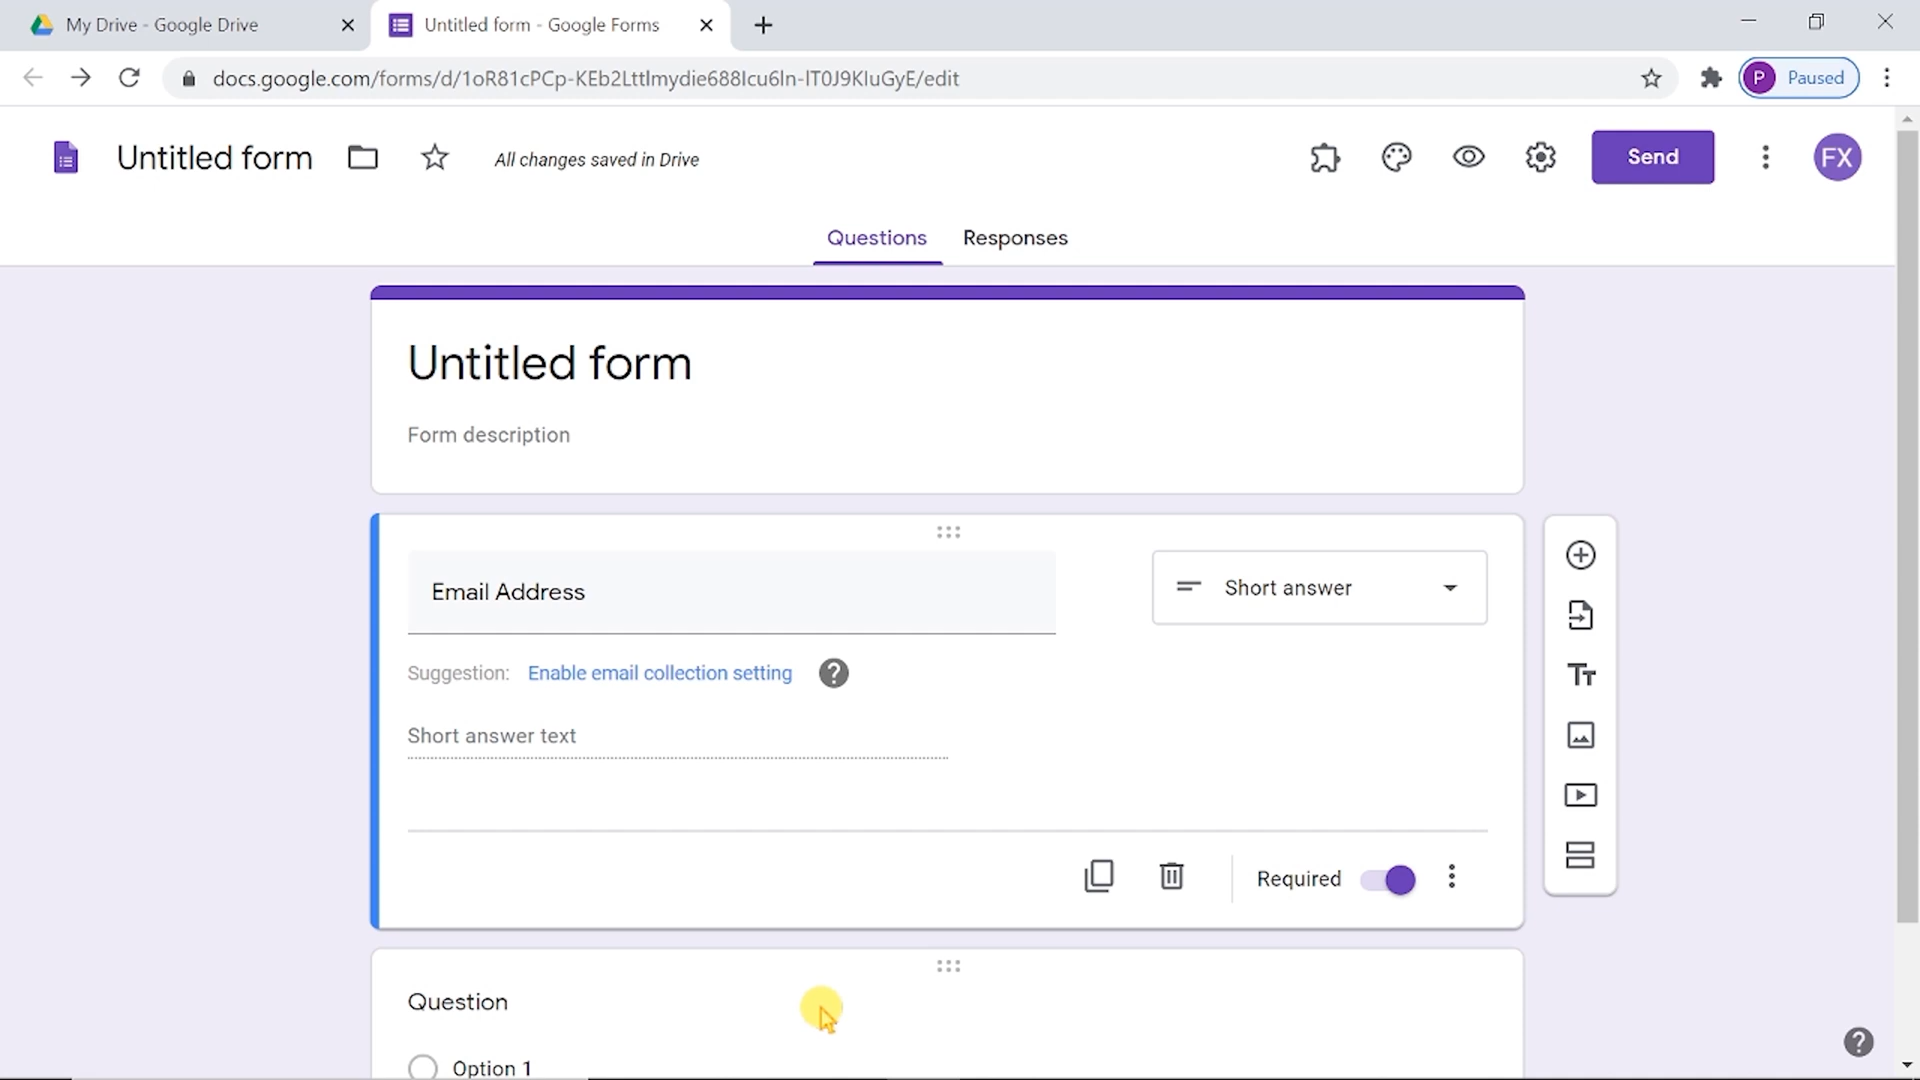 My Drive - Google Drive
Untitled form - Google Forms
docs.google.com/forms/d/1oR81cPCp-KEb2LttImydie688Icu6ln-IT0J9KIuGyE/edit
P Paused
Untitled form
All changes saved in Drive
Send
FX
Questions
Responses
Untitled form
Form description
Email Address
Short answer
Suggestion: Enable email collection setting
Short answer text
Tт
Required
Question
Option 1